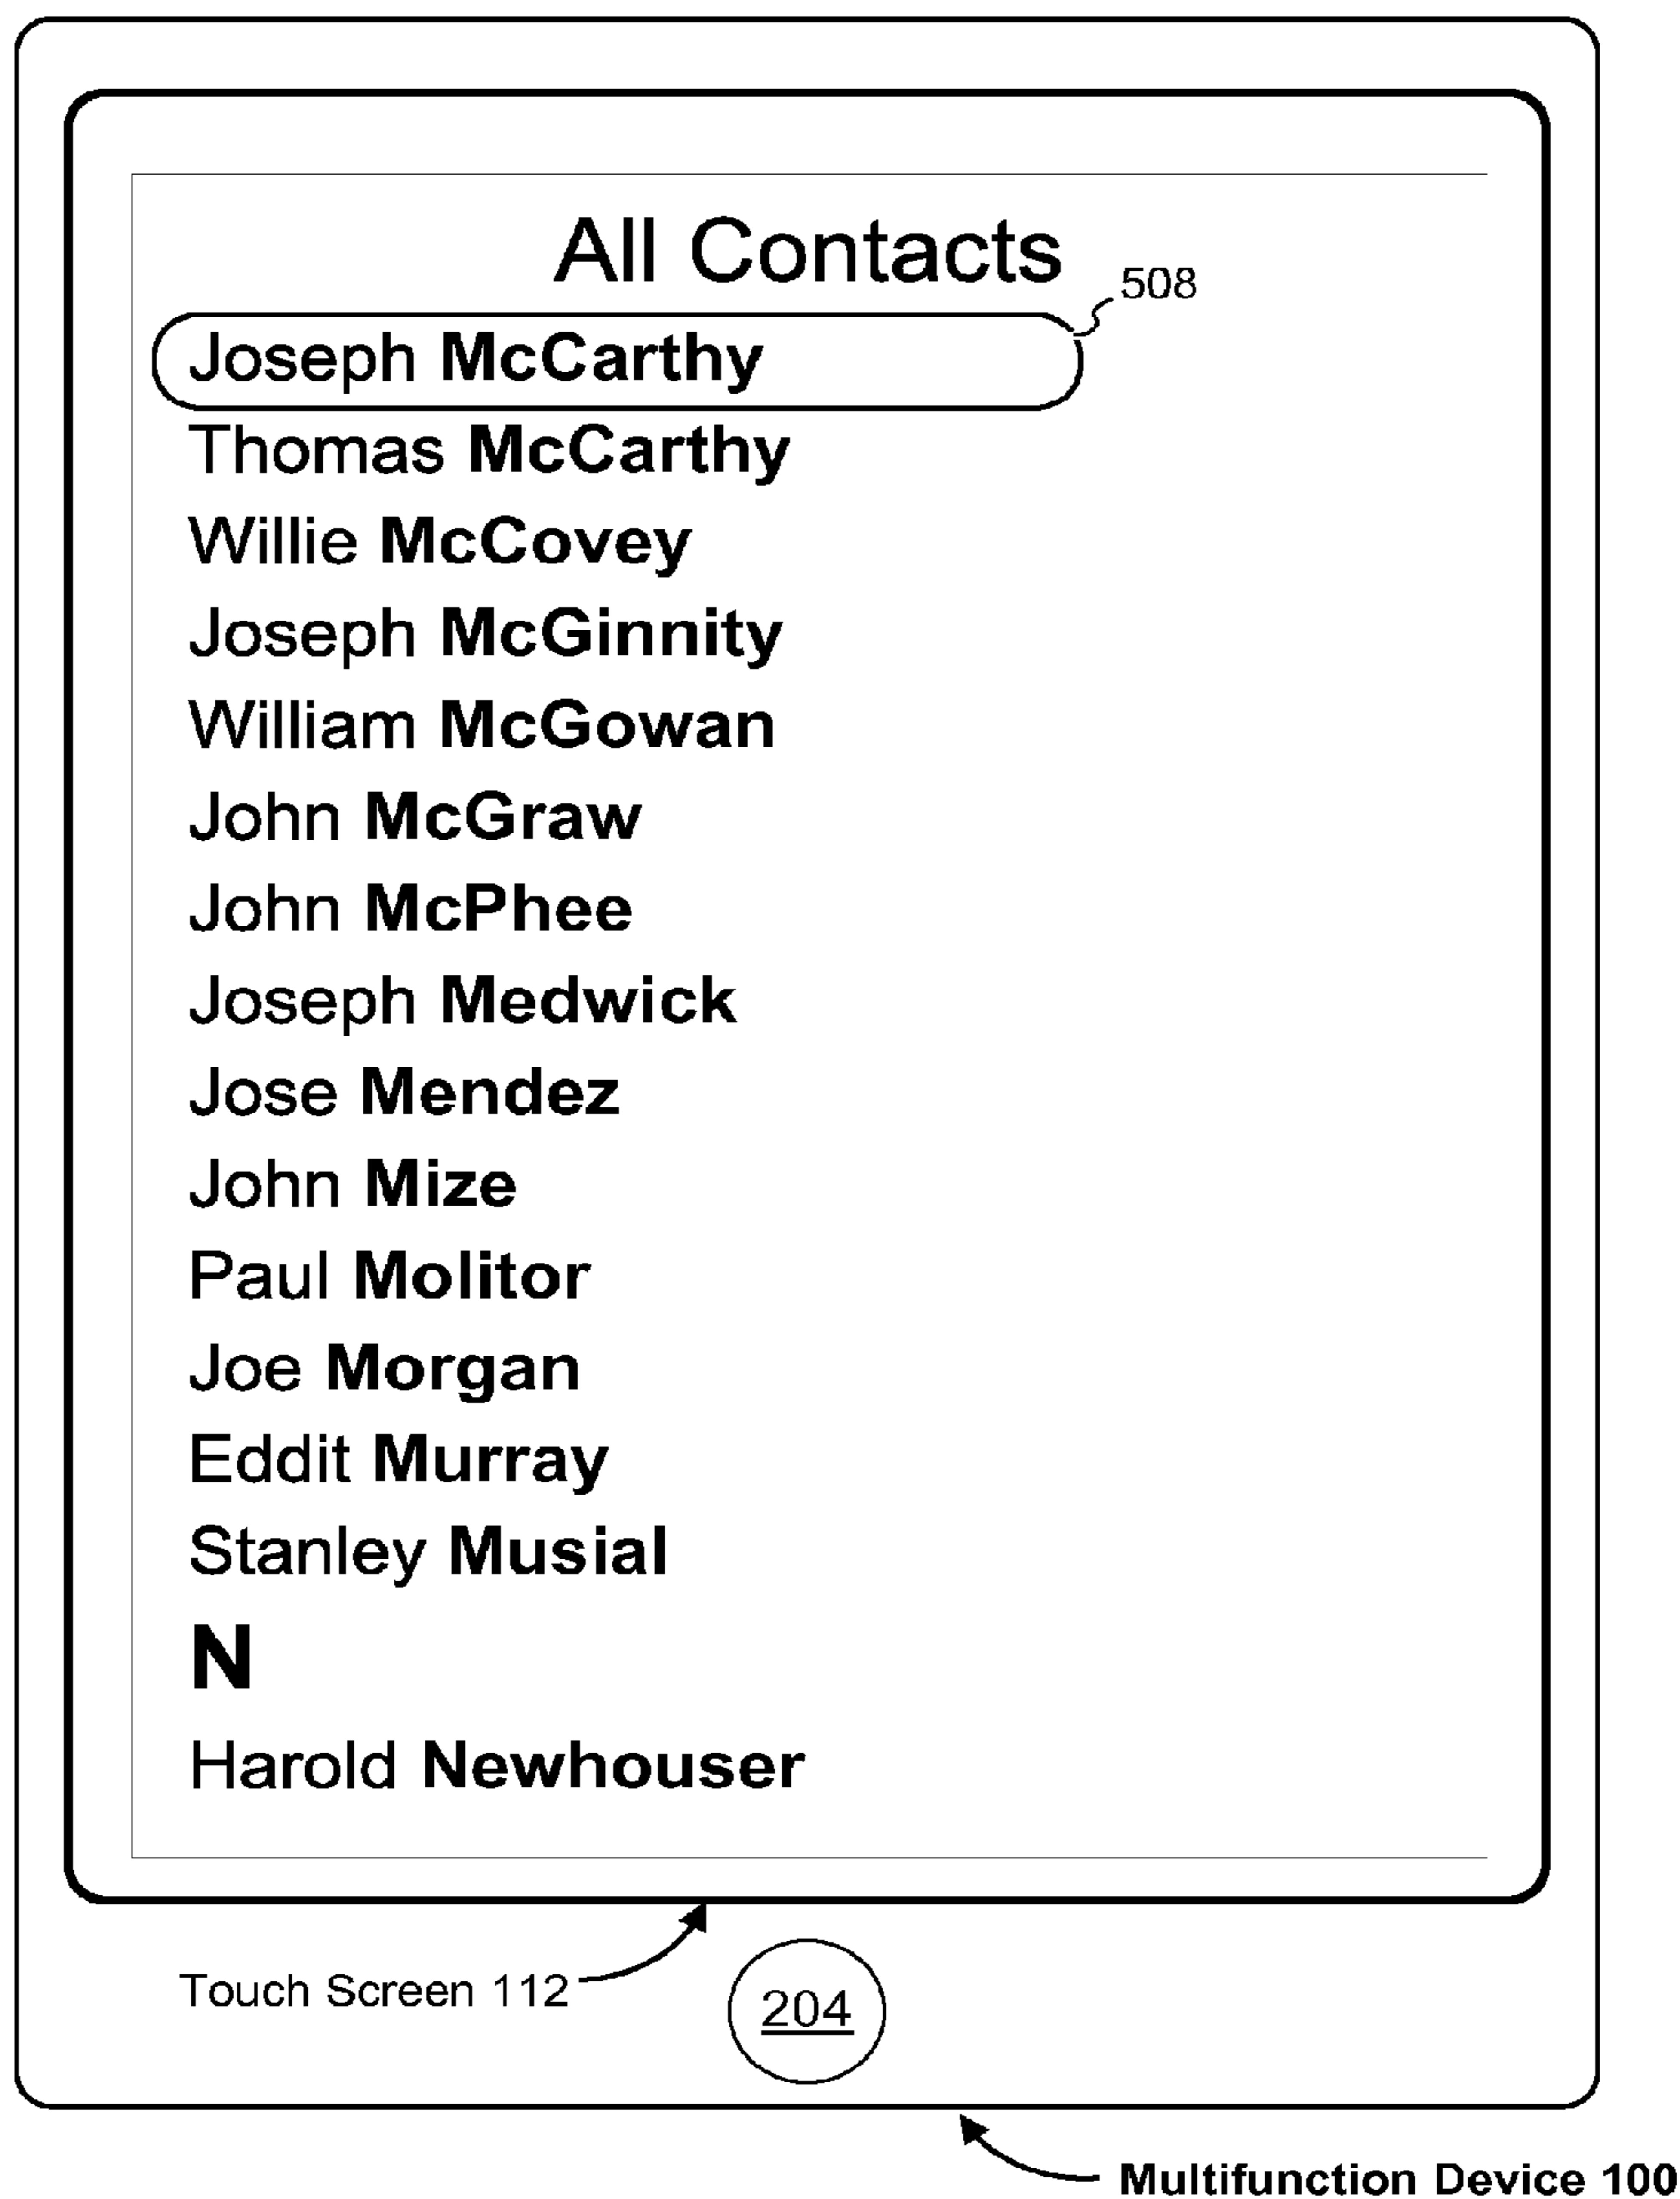 All Contacts
508
Joseph McCarthy
Thomas McCarthy
Willie McCovey
Joseph McGinnity
William McGowan
John McGraw
John McPhee
Joseph Medwick
Jose Mendez
John Mize
Paul Molitor
Joe Morgan
Eddit Murray
Stanley Musial
N
Harold Newhouser
Touch Screen 112
204
Multifunction Device 100